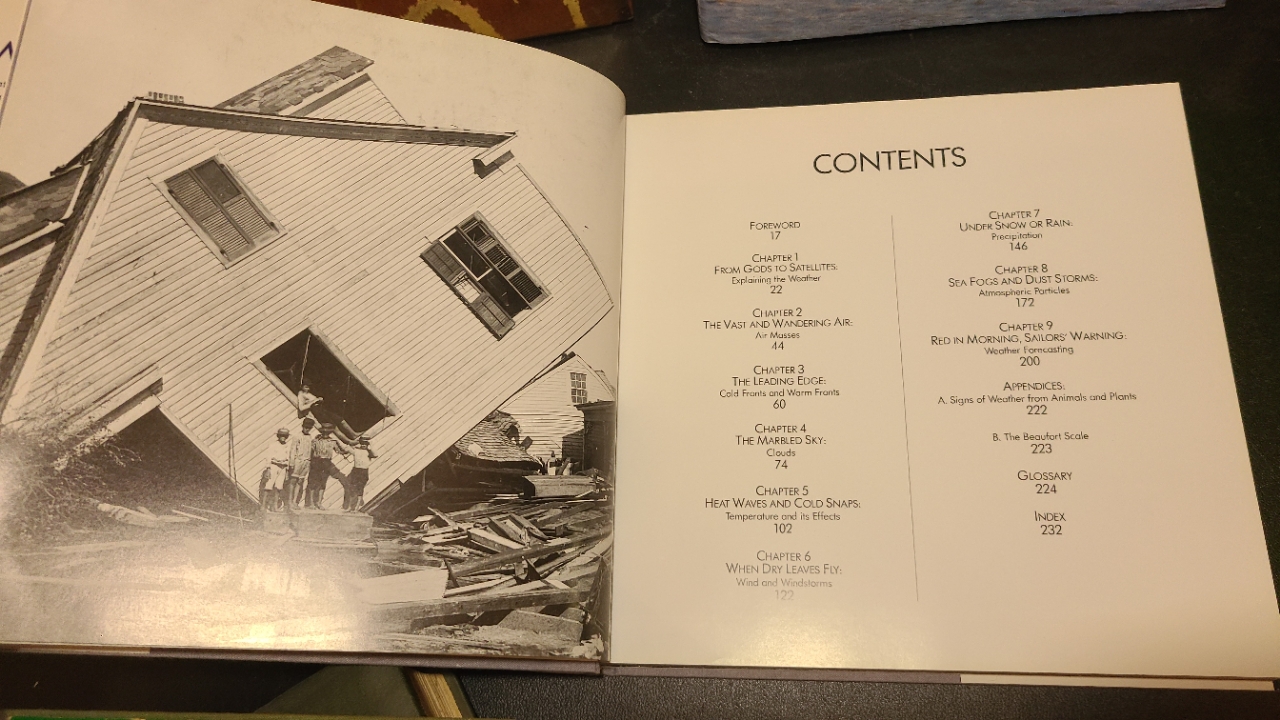 CONTENTS
FOREWORD
17
CHAPTER 1
FROM GODS TO SATELLITES:
Explaining the Weather
22
CHAPTER 2
THE VAST AND WANDERING AIR:
Air Masses
44
CHAPTER 3
THE LEADING EDGE:
Cold Fronts and Warm Fronts
60
CHAPTER 4
THE MARBLED SKY:
Clouds
74
CHAPTER 5
HEAT WAVES AND COLD SNAPS:
Temperature and its Effects
102
CHAPTER 6
WHEN DRY LEAVES FLY:
Wind and Windstorms
122
CHAPTER 7
UNDER SNOW OR RAIN:
Precipitation
146
CHAPTER 8
SEA FOGS AND DUST STORMS:
Atmospheric Particles
172
CHAPTER 9
RED IN MORNING, SAILORS' WARNING:
Weather Forecasting
200
APPENDICES:
A. Signs of Weather from Animals and Plants
222
B. The Beaufort Scale
223
GLOSSARY
224
INDEX
232